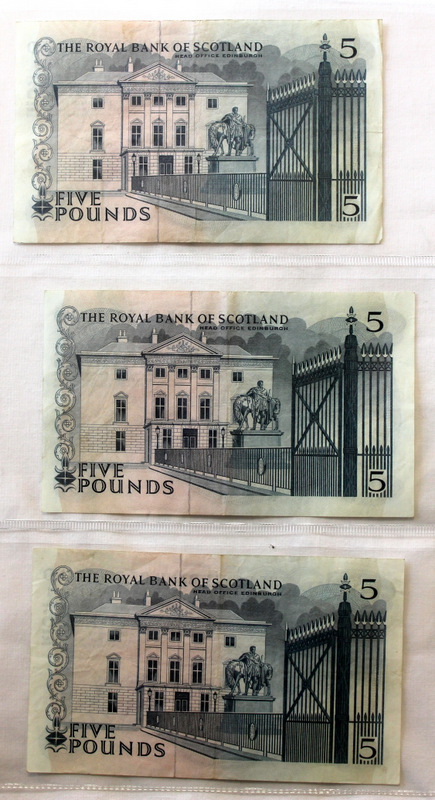 THE ROYAL BANK OF SCOTLAND
HEAD OFFICE EDINBURGH
5
FIVE
POUNDS
5
THE ROYAL BANK OF SCOTLAND
HEAD OFFICE EDINBURGH
5
FIVE
POUNDS
5
THE ROYAL BANK OF SCOTLAND
HEAD OFFICE EDINBURGH
5
FIVE
POUNDS
5